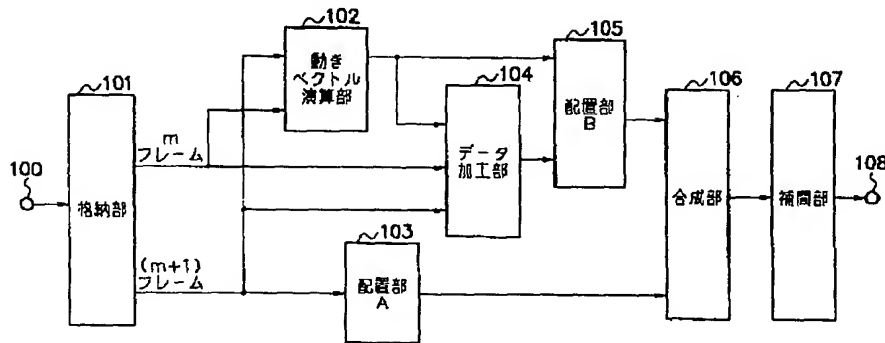 100
101
格納部
m
フレーム
(m+1)
フレーム
102
動き
ベクトル
演算部
103
配置部
A
104
データ
加工部
105
配置部
B
106
合成部
107
補間部
108